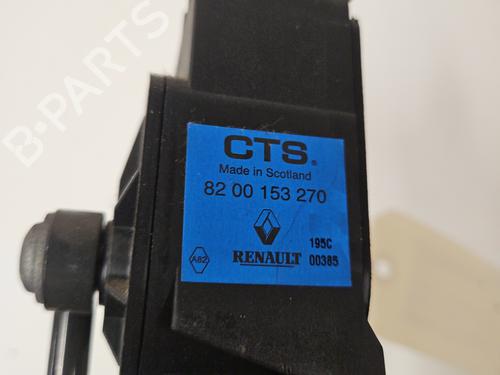 CTS.
Made in Scotland
82 00 153 270
195C
A82 RENAULT 00385
B-PARTS